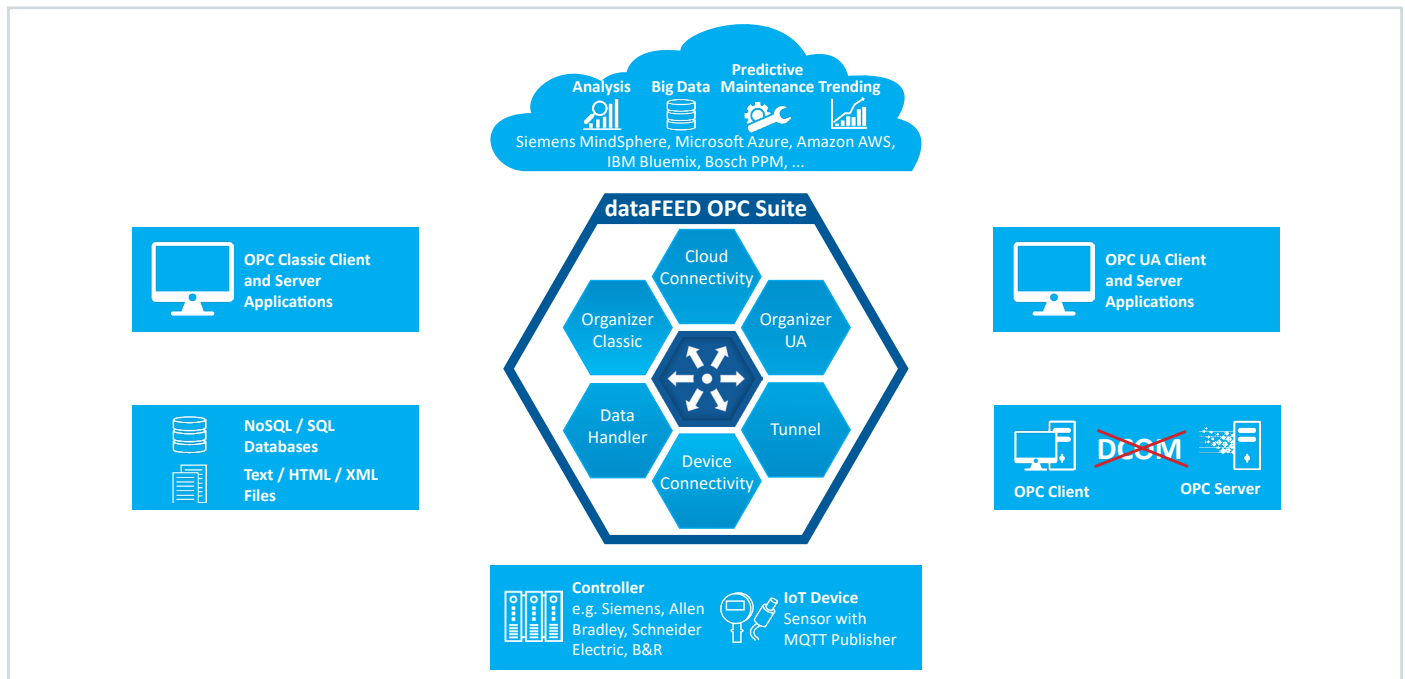 Analysis
Big Data
Predictive
Maintenance
Trending
Siemens MindSphere, Microsoft Azure, Amazon AWS,
IBM Bluemix, Bosch PPM, ...
dataFEED OPC Suite
Cloud
Connectivity
Organizer
Classic
Organizer
UA
Data
Handler
Tunnel
Device
Connectivity
OPC Classic Client
and Server
Applications
NoSQL / SQL
Databases
Text / HTML / XML
Files
OPC UA Client
and Server
Applications
DCOM
OPC Client
OPC Server
Controller
e.g. Siemens, Allen
Bradley, Schneider
Electric, B&R
IoT Device
Sensor with
MQTT Publisher